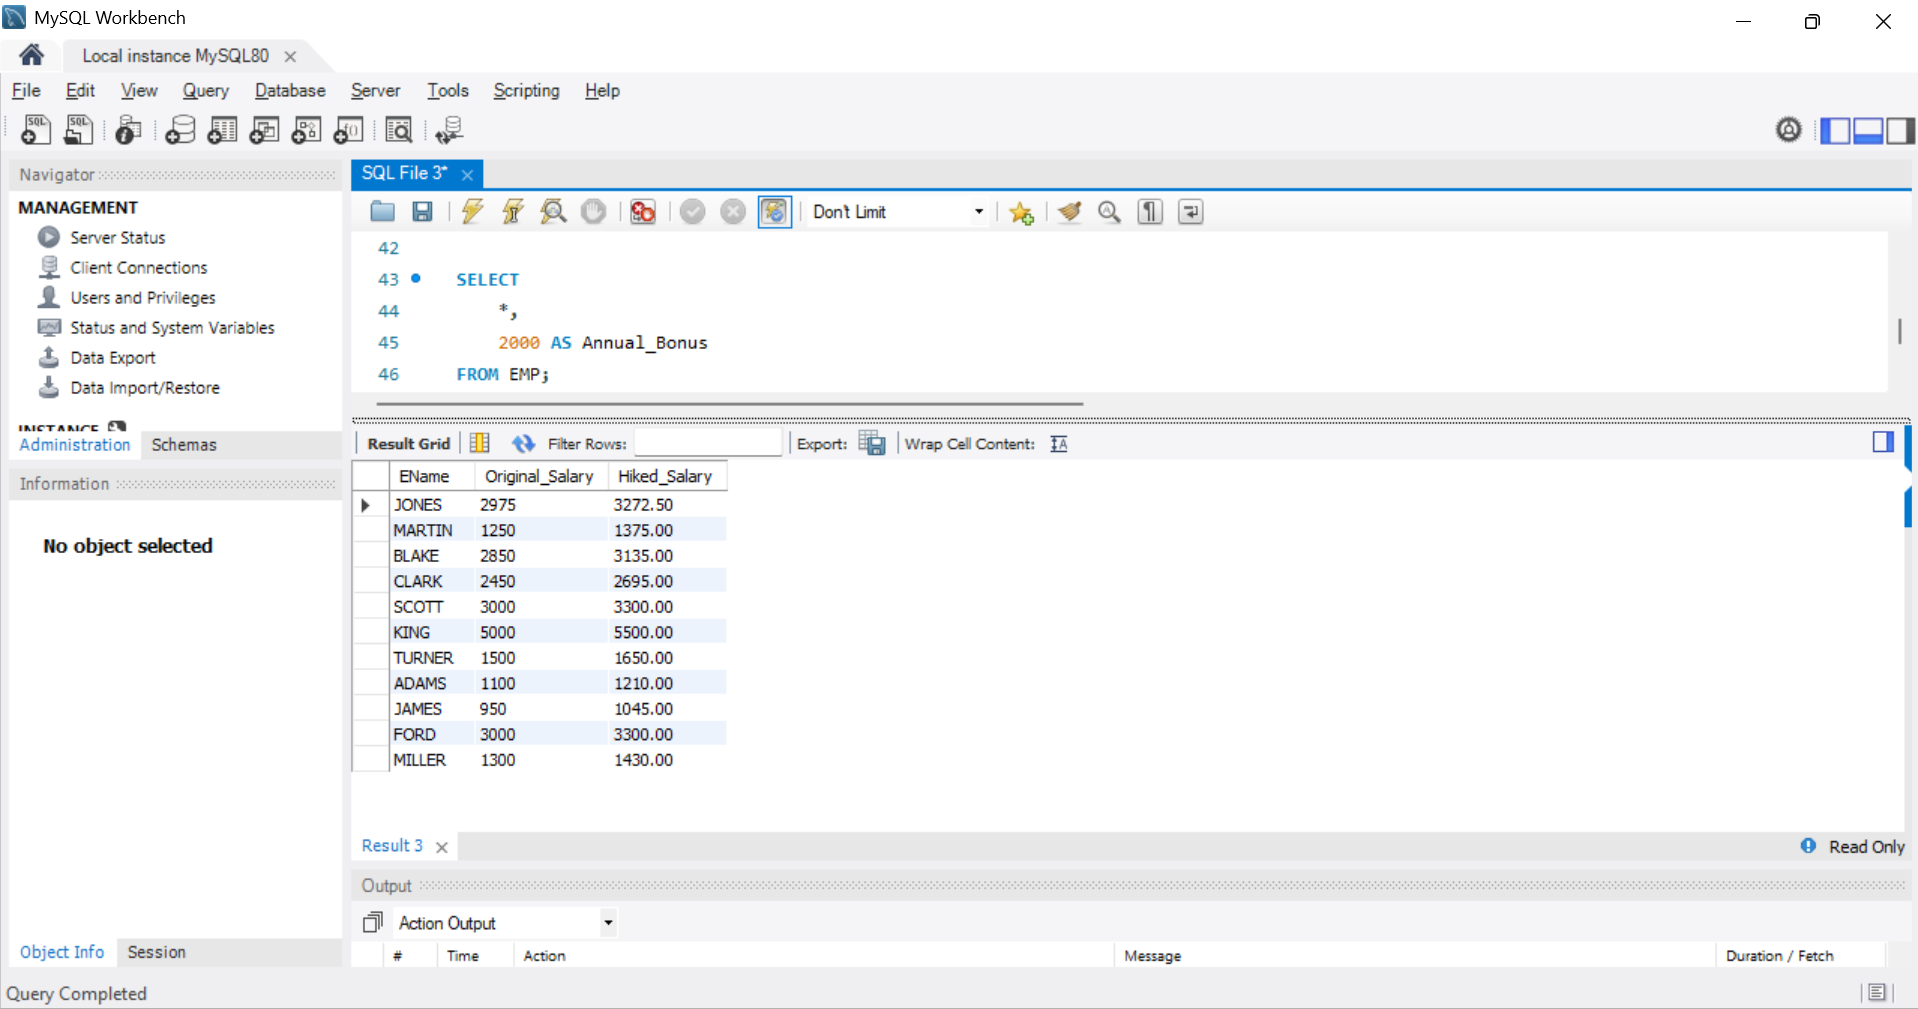 MySQL Workbench
Local instance MySQL80
File Edit View Query Database Server Tools Scripting Help
SQL SQL
Navigator
MANAGEMENT
Server Status
Client Connections
Users and Privileges
Status and System Variables
Data Export
Data Import/Restore
INSTANCE
Administration Schemas
Information
No object selected
Object Info Session
SQL File 3*
Don't Limit
42
43 SELECT
44 *,
45 2000 AS Annual_Bonus
46 FROM EMP;
Result Grid Filter Rows: Export: Wrap Cell Content:
EName Original_Salary Hiked_Salary
JONES 2975 3272.50
MARTIN 1250 1375.00
BLAKE 2850 3135.00
CLARK 2450 2695.00
SCOTT 3000 3300.00
KING 5000 5500.00
TURNER 1500 1650.00
ADAMS 1100 1210.00
JAMES 950 1045.00
FORD 3000 3300.00
MILLER 1300 1430.00
Result 3
Read Only
Output
Action Output
# Time Action Message Duration / Fetch
Query Completed